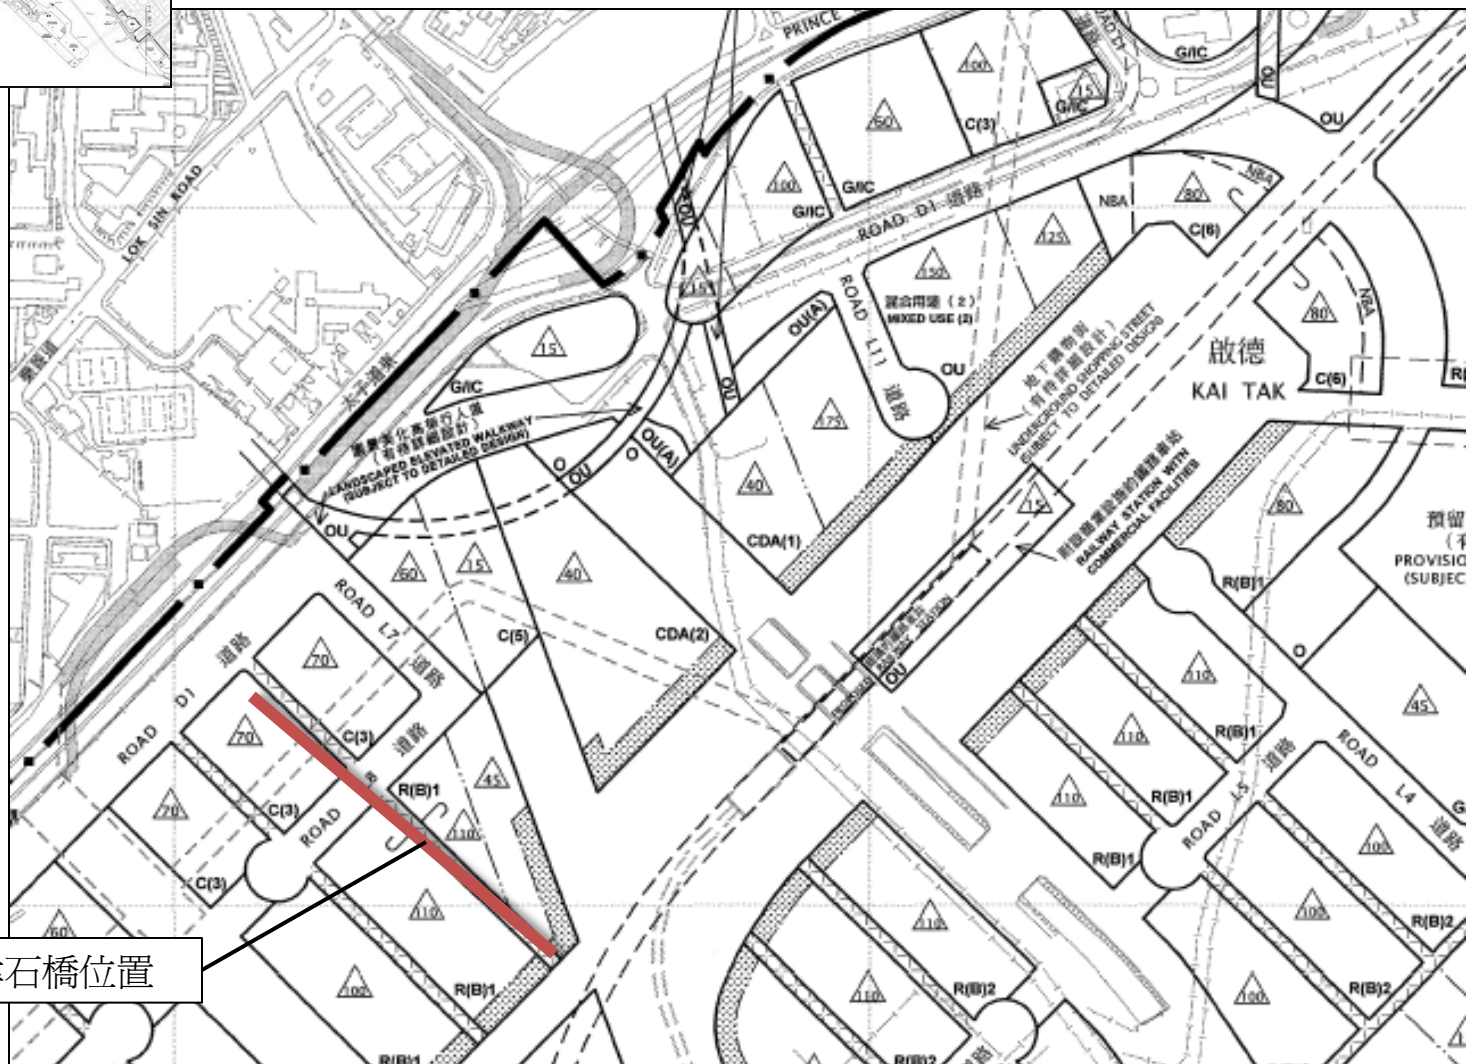 PRINCE
G/IC
OU
100
15
G/IC
60
C(3)
OU
LOK SIN ROAD
100
G/IC
G/IC
ROAD D1 道路
NBA
80
NBA
C(6)
OU
125
150
混合用途 ( 2 )
MIXED USE (2)
ROAD L11 道路
OU(A)
15
OU
80
NBA
啟德
KAI TAK
C(6)
太子道東
15
G/IC
OU
地下購物街
( 有待詳細設計 )
UNDERGROUND SHOPPING STREET
(SUBJECT TO DETAILED DESIGN)
園景美化高架行人道
( 有待詳細設計 )
LANDSCAPED ELEVATED WALKWAY
(SUBJECT TO DETAILED DESIGN)
175
OU(A)
O
O
OU
40
CDA(1)
15
附設商業設施的鐵路車站
RAILWAY STATION WITH
COMMERCIAL FACILITIES
80
預留
PROVISIO
(SUBJEC
OU
60
15
40
ROAD L7 道路
C(5)
CDA(2)
R(B)1
O
OU
道路
70
110
45
ROAD D1
70
C(3)
道路
110
R(B)1
ROAD L4 道路
45
R(B)1
110
110
R(B)1
ROAD L5 道路
70
C(3)
ROAD
R(B)1
100
C(3)
60
110
110
100
R(B)2
石橋位置
100
R(B)1
110
R(B)2
100
R(B)2
R(B)1
R(B)2